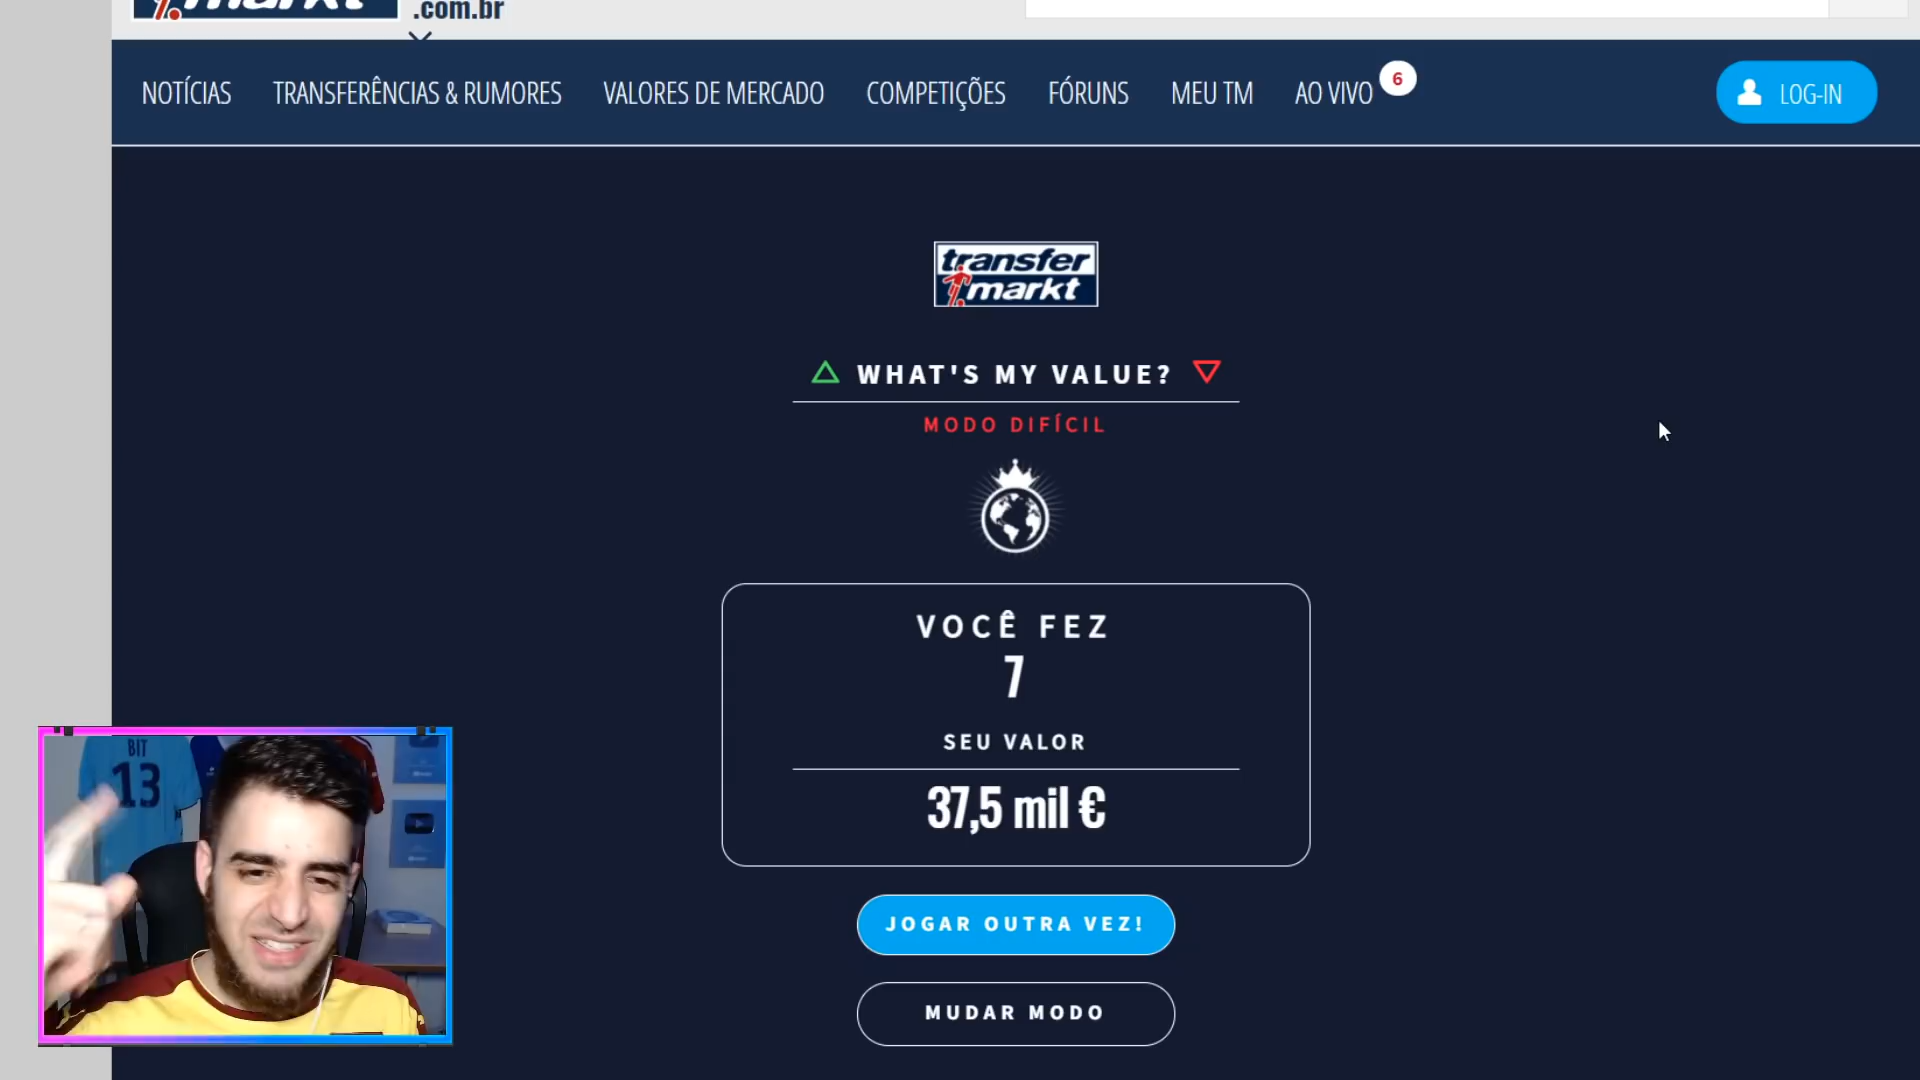 markt .com.br
NOTÍCIAS TRANSFERÊNCIAS & RUMORES VALORES DE MERCADO COMPETIÇÕES FÓRUNS MEU TM AO VIVO 6 LOG-IN
transfer
markt
WHAT'S MY VALUE?
MODO DIFÍCIL
VOCÊ FEZ
7
SEU VALOR
37,5 mil €
JOGAR OUTRA VEZ!
MUDAR MODO
BIT
13